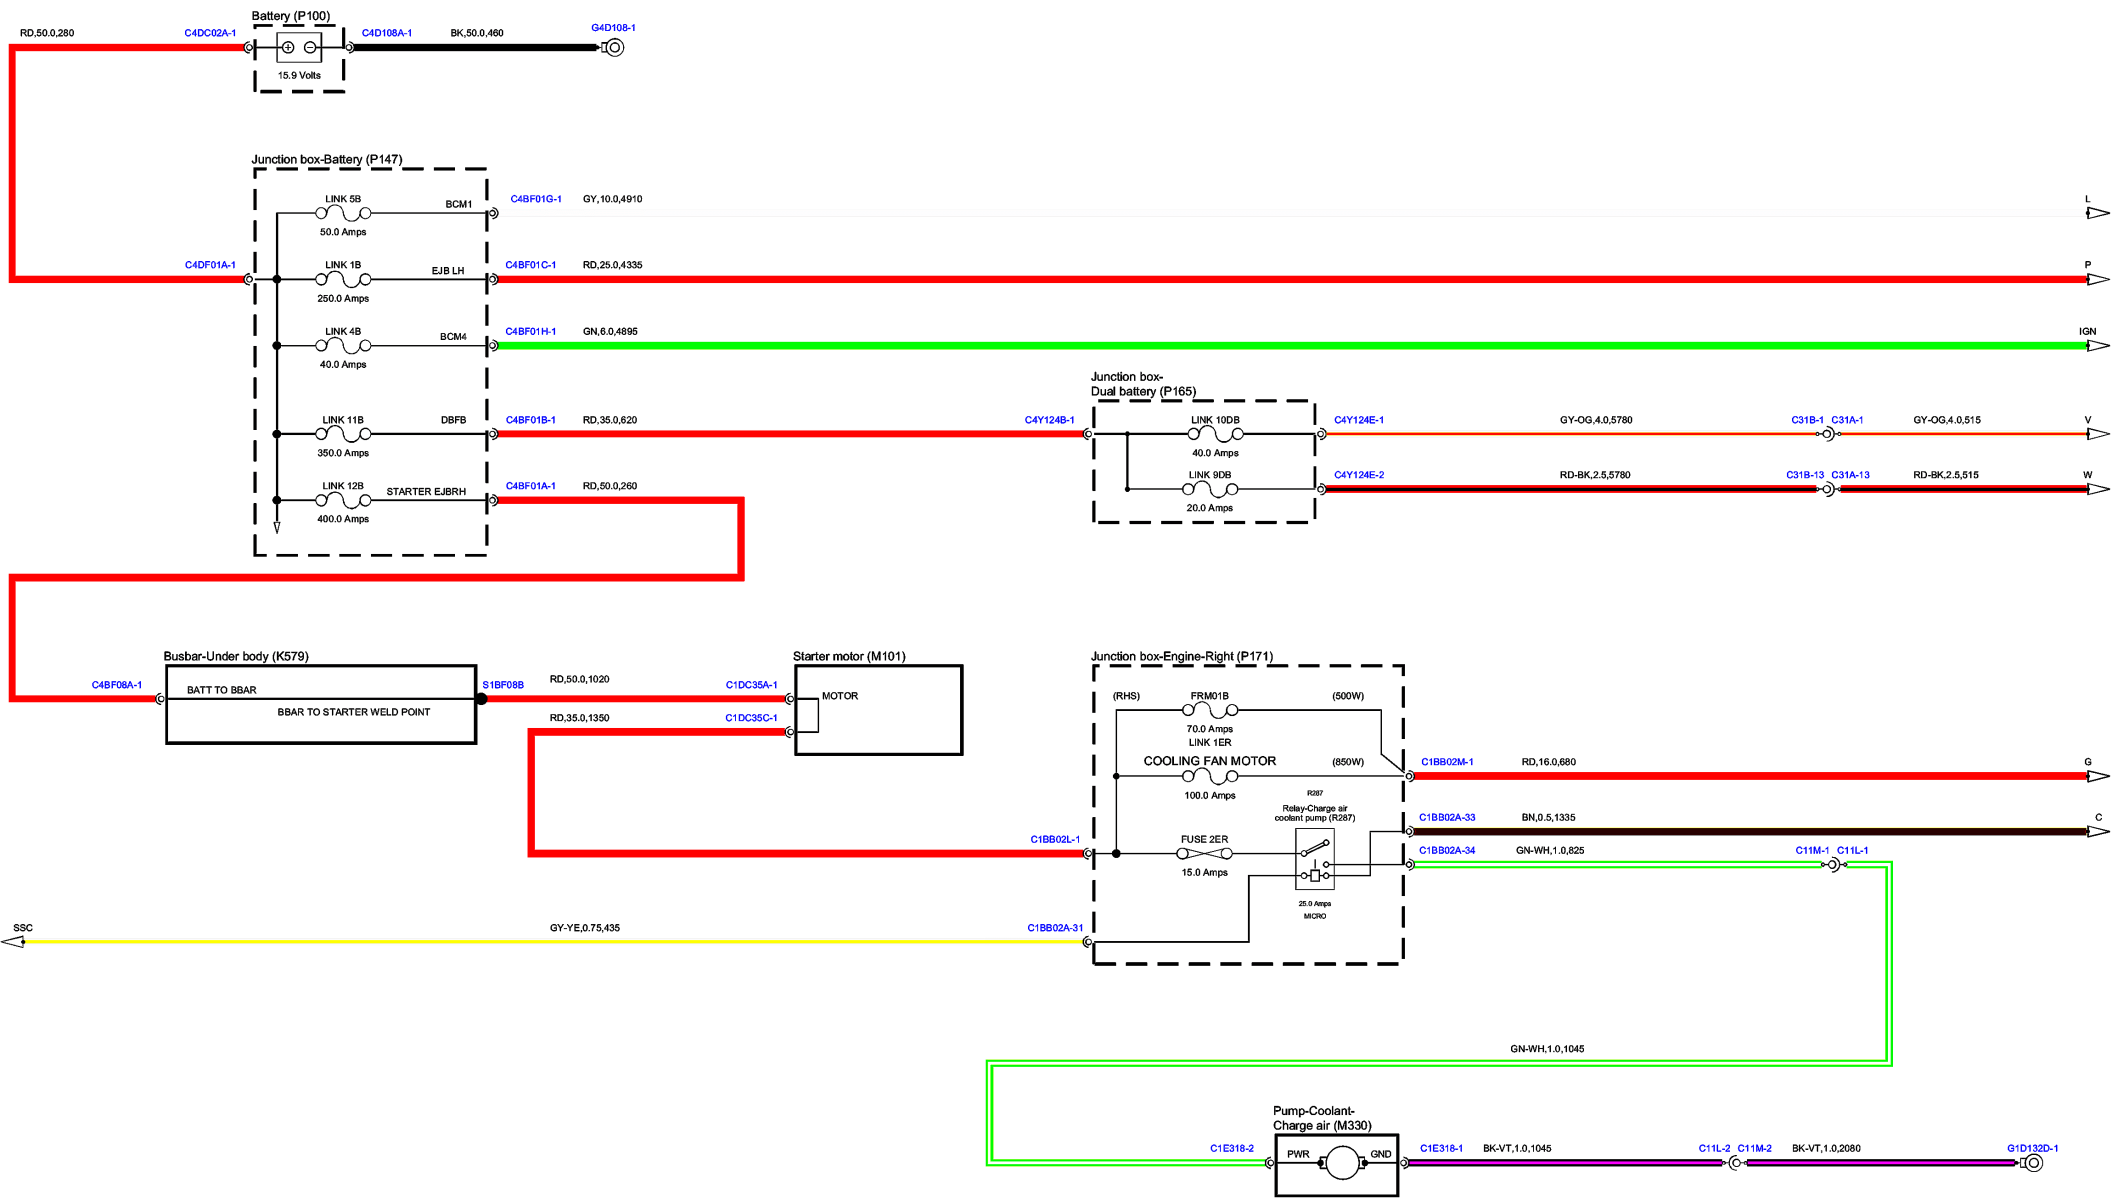 Battery (P100)
RD,50.0,280
C4DC02A-1
C4D108A-1
BK,50.0,460
G4D108-1
15.9 Volts
Junction box-Battery (P147)
LINK 5B
BCM1
50.0 Amps
C4BF01G-1
GY,10.0,4910
L
C4DF01A-1
LINK 1B
EJB LH
250.0 Amps
C4BF01C-1
RD,25.0,4335
P
LINK 4B
BCM4
40.0 Amps
C4BF01H-1
GN,6.0,4895
IGN
Junction box-
Dual battery (P165)
LINK 11B
DBFB
350.0 Amps
C4BF01B-1
RD,35.0,620
C4Y124B-1
LINK 10DB
40.0 Amps
C4Y124E-1
GY-OG,4.0,5780
C31B-1 C31A-1
GY-OG,4.0,515
V
LINK 9DB
20.0 Amps
C4Y124E-2
RD-BK,2.5,5780
C31B-13 C31A-13
RD-BK,2.5,515
W
LINK 12B
STARTER EJBRH
400.0 Amps
C4BF01A-1
RD,50.0,260
Busbar-Under body (K579)
C4BF08A-1
BATT TO BBAR
BBAR TO STARTER WELD POINT
S1BF08B
RD,50.0,1020
RD,35.0,1350
C1DC35A-1
C1DC35C-1
Starter motor (M101)
MOTOR
Junction box-Engine-Right (P171)
(RHS)
FRM01B
(500W)
70.0 Amps
LINK 1ER
COOLING FAN MOTOR
(850W)
100.0 Amps
C1BB02M-1
RD,16.0,680
G
R287
Relay-Charge air
coolant pump (R287)
C1BB02A-33
BN,0.5,1335
C
C1BB02L-1
FUSE 2ER
15.0 Amps
C1BB02A-34
GN-WH,1.0,825
C11M-1 C11L-1
25.0 Amps
MICRO
SSC
GY-YE,0.75,435
C1BB02A-31
GN-WH,1.0,1045
Pump-Coolant-
Charge air (M330)
C1E318-2
PWR
GND
C1E318-1
BK-VT,1.0,1045
C11L-2 C11M-2
BK-VT,1.0,2080
G1D132D-1